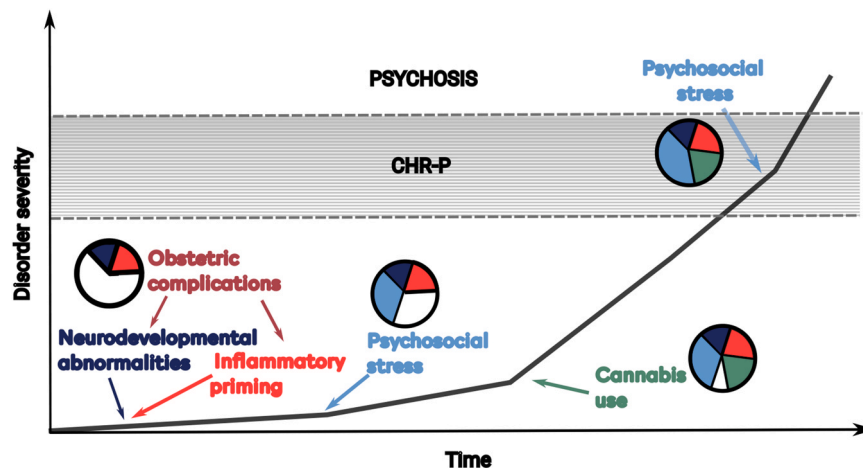 PSYCHOSIS
Psychosocial
stress
CHR-P
Disorder severity
Obstetric
complications
Neurodevelopmental
abnormalities
Inflammatory
priming
Psychosocial
stress
Cannabis
use
Time